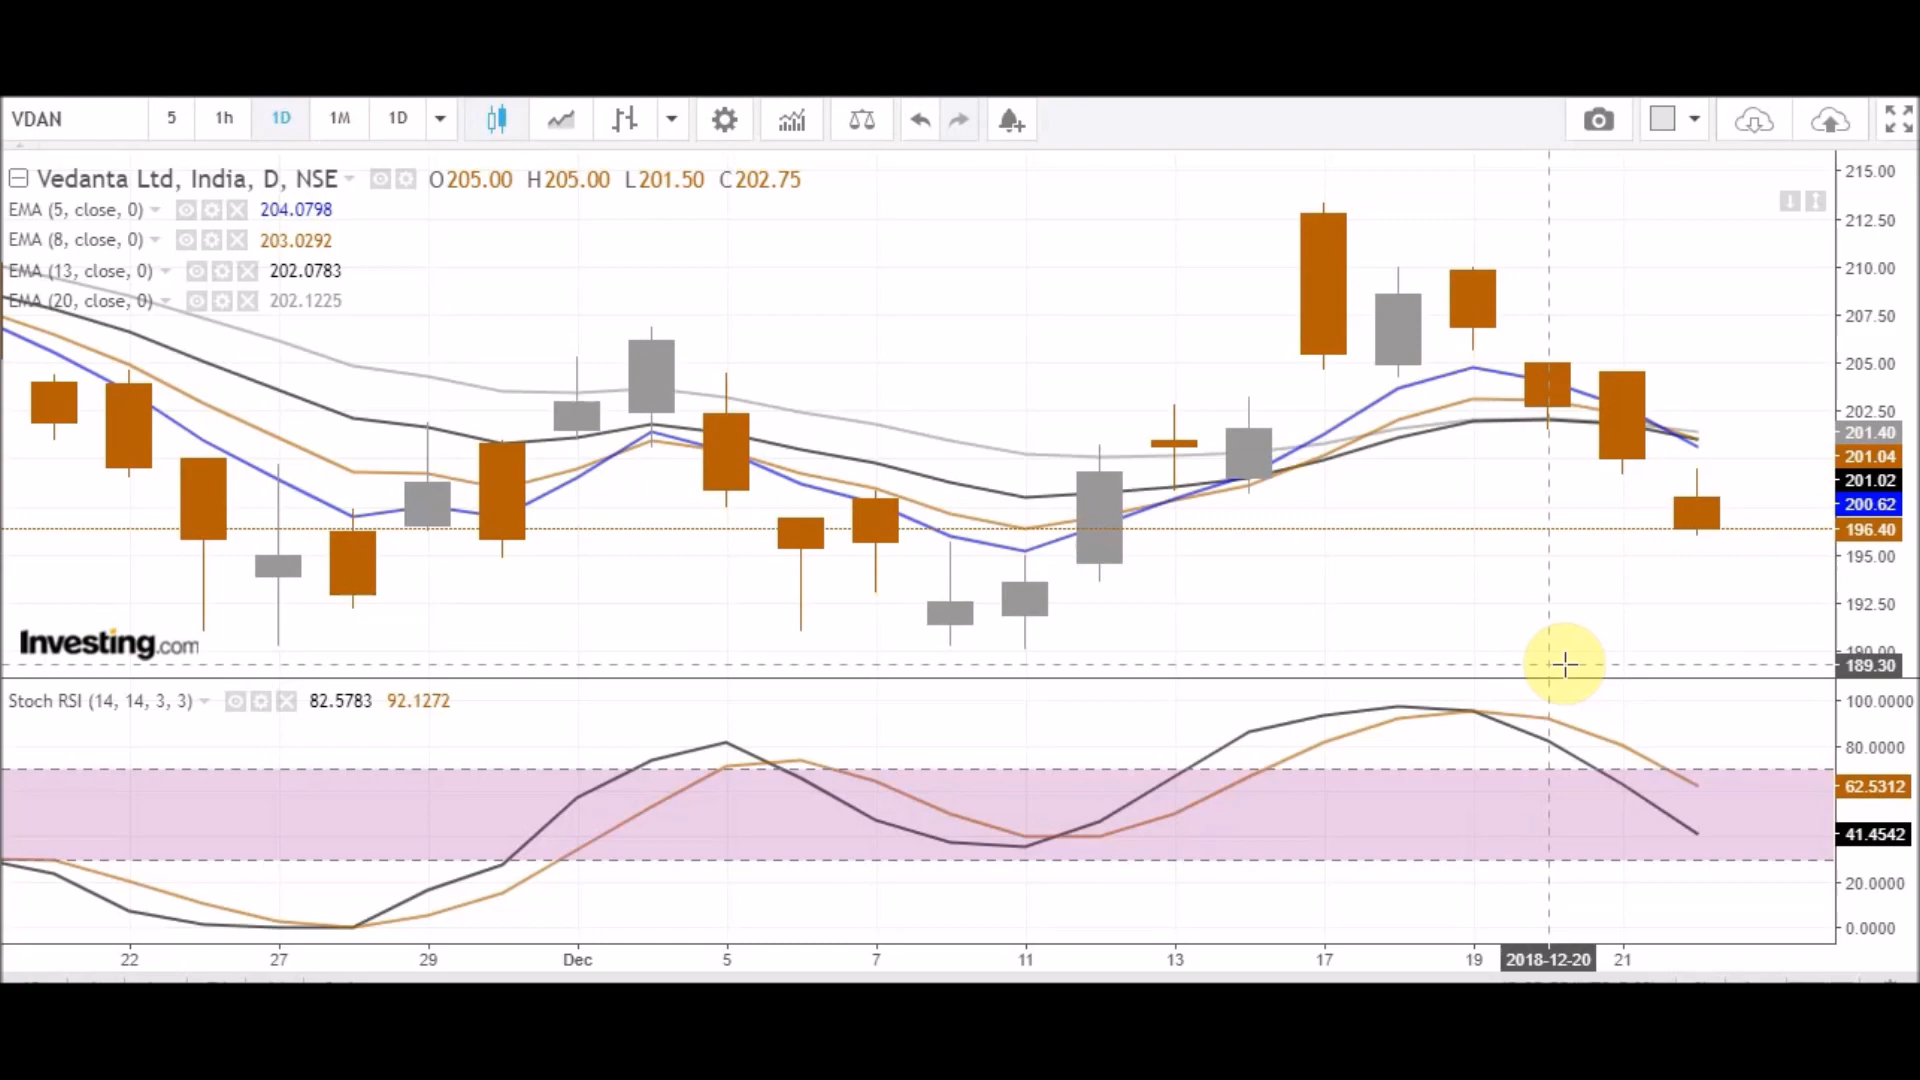 VDAN 5 1h 1D 1M 1D
Vedanta Ltd, India, D, NSE O205.00 H205.00 L201.50 C202.75
EMA (5, close, 0) 204.0798
EMA (8, close, 0) 203.0292
EMA (13, close, 0) 202.0783
EMA (20, close, 0) 202.1225
215.00
212.50
210.00
207.50
205.00
202.50
201.40
201.04
201.02
200.62
196.40
195.00
192.50
189.30
Investing.com
Stoch RSI (14, 14, 3, 3) 82.5783 92.1272
100.0000
80.0000
62.5312
41.4542
20.0000
0.0000
22 27 29 Dec 5 7 11 13 17 19 2018-12-20 21